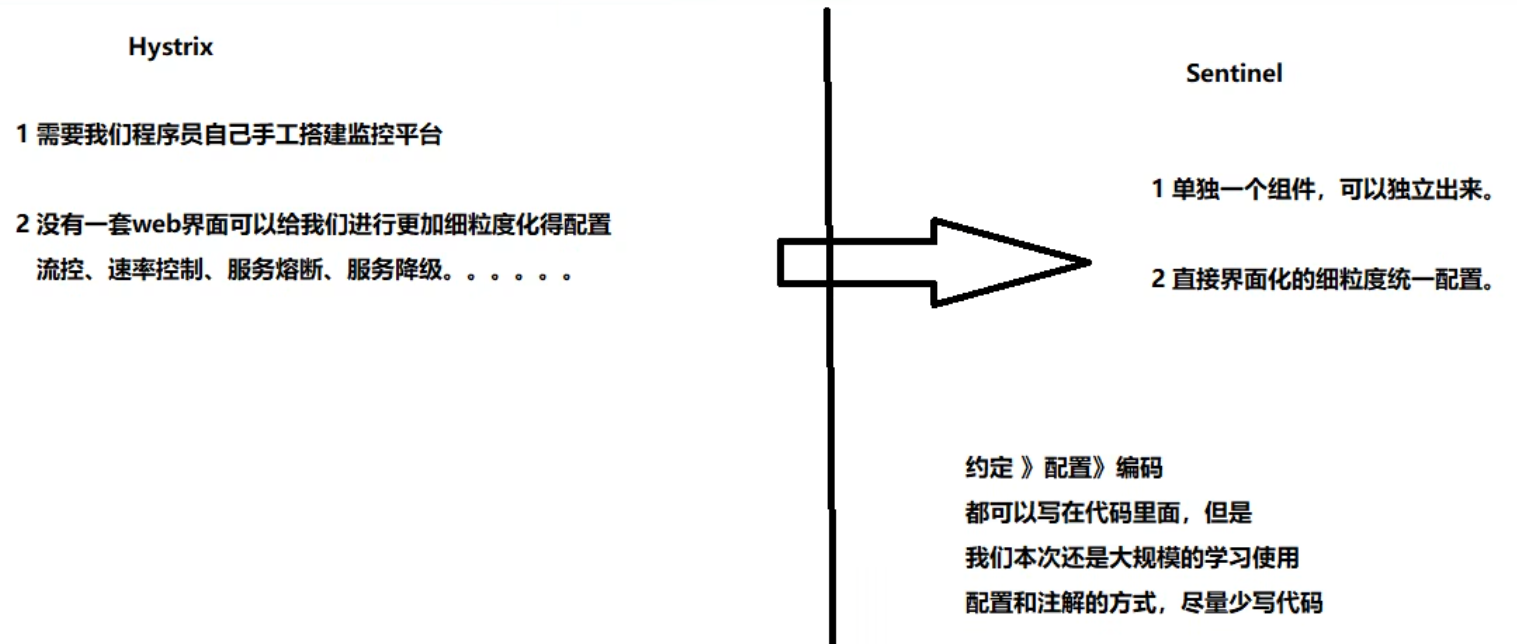 Hystrix
1 需要我们程序员自己手工搭建监控平台
2 没有一套web界面可以给我们进行更加细粒度化得配置
流控、速率控制、服务熔断、服务降级。。。。。。
Sentinel
1 单独一个组件，可以独立出来。
2 直接界面化的细粒度统一配置。
约定 》配置》编码
都可以写在代码里面，但是
我们本次还是大规模的学习使用
配置和注解的方式，尽量少写代码